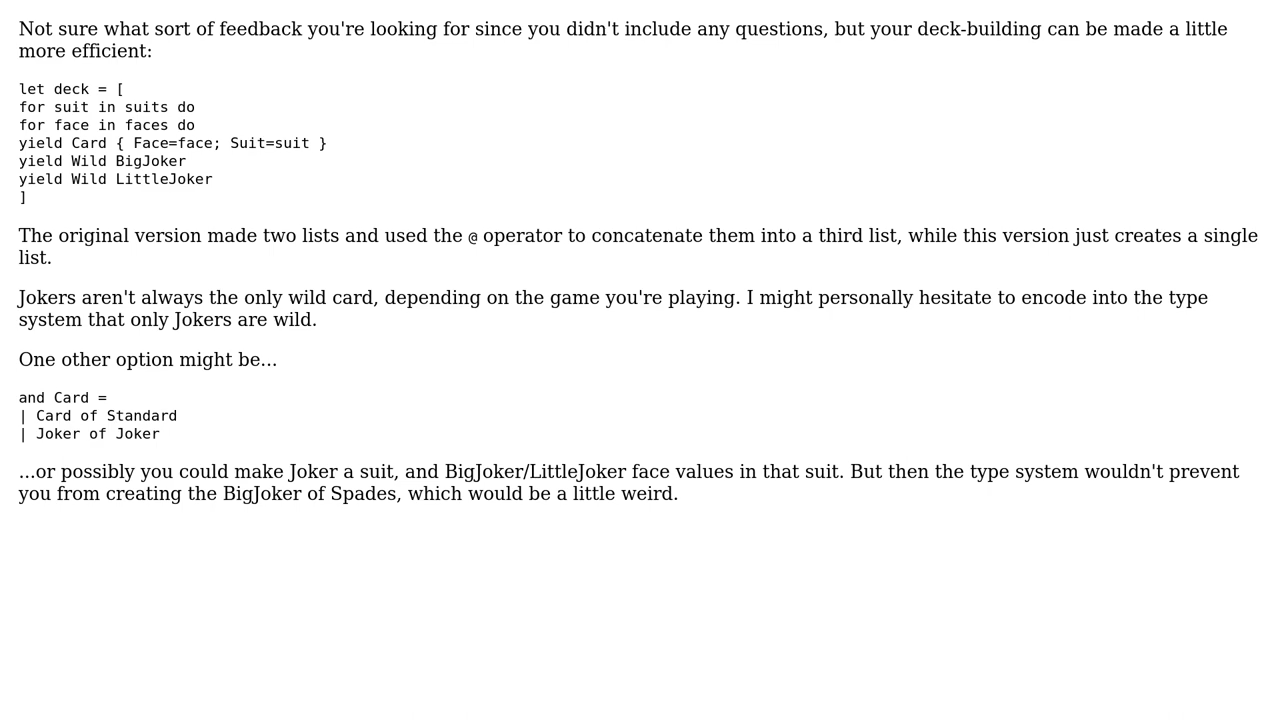 Not sure what sort of feedback you're looking for since you didn't include any questions, but your deck-building can be made a little
more efficient:
let deck = [
for suit in suits do
for face in faces do
yield Card { Face=face; Suit=suit }
yield Wild BigJoker
yield Wild LittleJoker
]
The original version made two lists and used the @ operator to concatenate them into a third list, while this version just creates a single
list.
Jokers aren't always the only wild card, depending on the game you're playing. I might personally hesitate to encode into the type
system that only Jokers are wild.
One other option might be...
and Card =
| Card of Standard
| Joker of Joker
...or possibly you could make Joker a suit, and BigJoker/LittleJoker face values in that suit. But then the type system wouldn't prevent
you from creating the BigJoker of Spades, which would be a little weird.